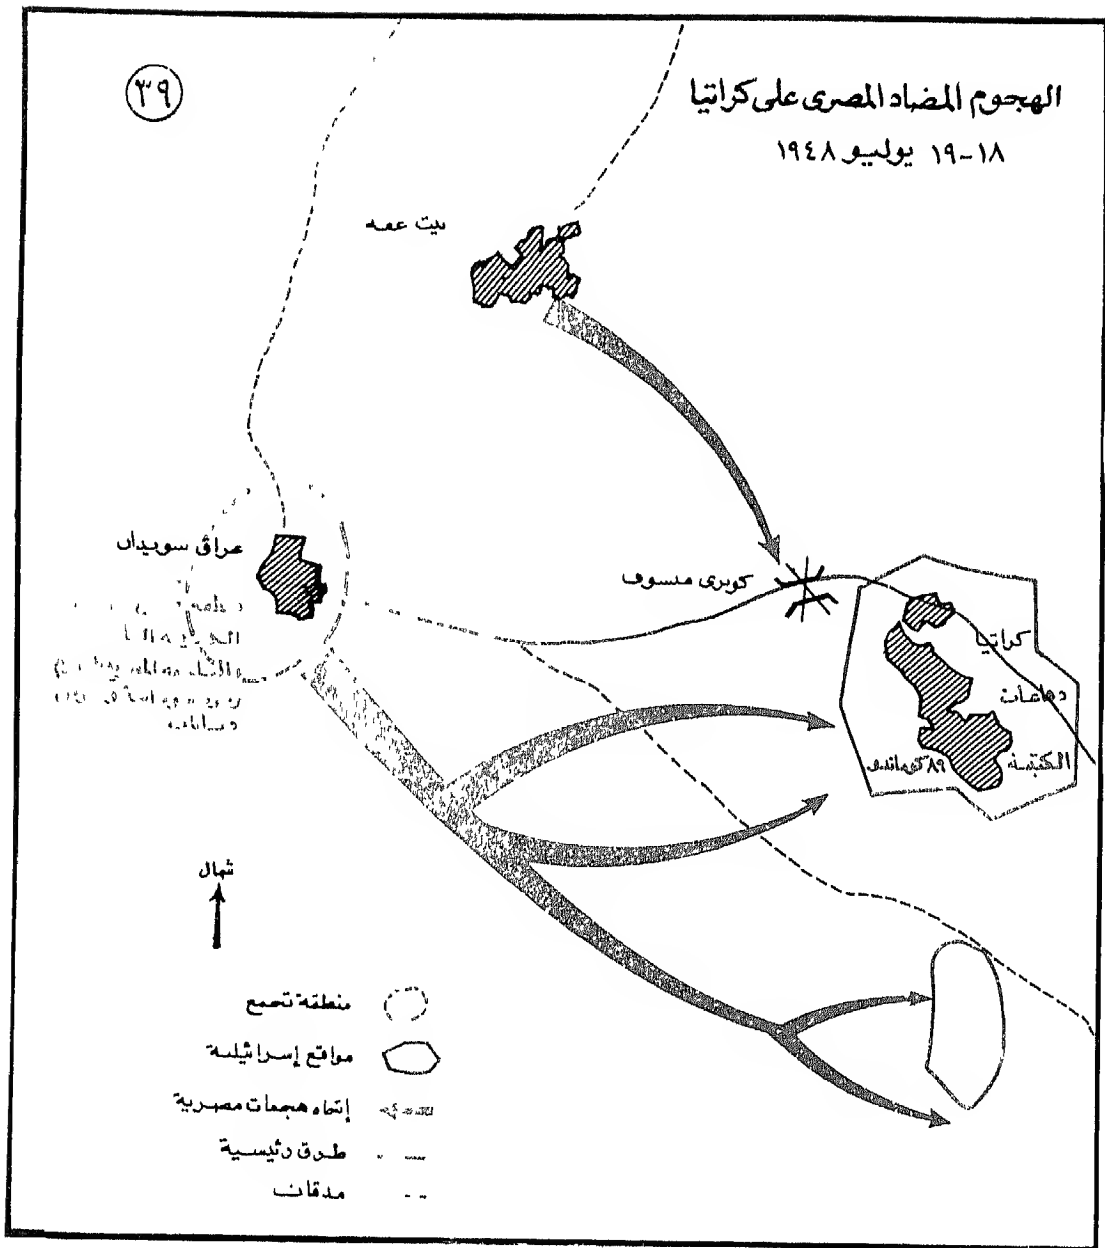 الهجوم المضاد المصرى على كراتيا
١٨-١٩ يوليو ١٩٤٨
٣٩
بيت عفه
عراق سويدان
كوبرى منسوف
كراتيا
دفاعات
الكتيبة ٨٩ كوماندو
شمال
منطقة تجمع
مواقع إسرائيلية
إتجاه هجمات مصرية
طرق رئيسية
مدقات